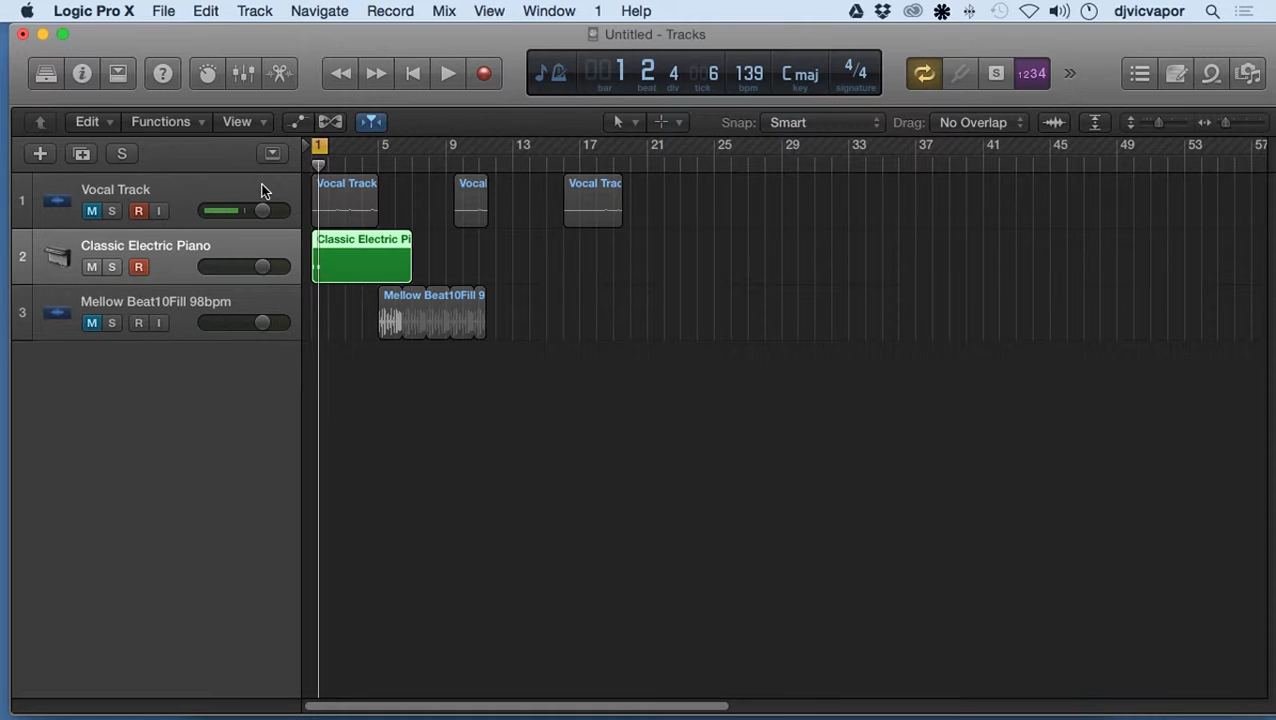 Logic Pro X File Edit Track Navigate Record Mix View Window 1 Help djvicvapor
Untitled - Tracks
1 2 4 6 139 C maj 4/4
bar beat div tick bpm key signature
S 1234
Edit Functions View Snap: Smart Drag: No Overlap
S 1 5 9 13 17 21 25 29 33 37 41 45 49 53 57
1 Vocal Track
M S R I
Vocal Track Vocal Trac
2 Classic Electric Piano
M S R
Classic Electric Pi
3 Mellow Beat10Fill 98bpm
M S R I
Mellow Beat10Fill 9